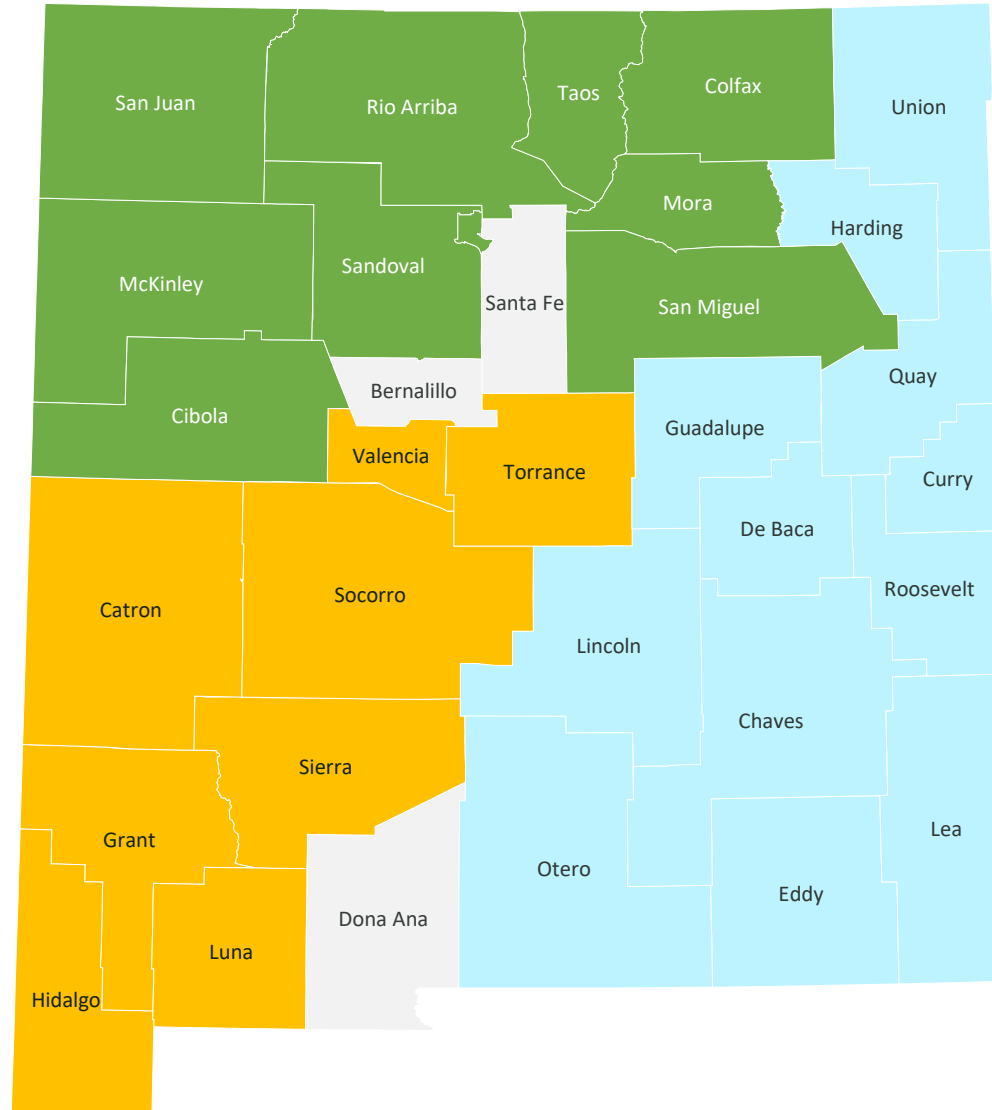 San Juan
Rio Arriba
Taos
Colfax
Union
Mora
Harding
McKinley
Sandoval
Santa Fe
San Miguel
Bernalillo
Quay
Cibola
Guadalupe
Valencia
Torrance
Curry
De Baca
Catron
Socorro
Roosevelt
Lincoln
Chaves
Sierra
Grant
Lea
Otero
Eddy
Dona Ana
Luna
Hidalgo